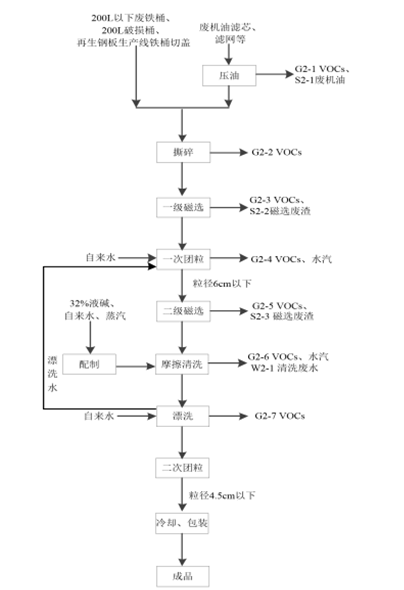 200L以下废铁桶、
200L破损桶、
再生钢板生产线铁桶切盖
废机油滤芯、
滤网等
压油
G2-1 VOCs、
S2-1废机油
撕碎
G2-2 VOCs
一级磁选
G2-3 VOCs、
S2-2磁选废渣
自来水
一次团粒
G2-4 VOCs、水汽
粒径6cm以下
二级磁选
G2-5 VOCs、
S2-3 磁选废渣
32%液碱、
自来水、蒸汽
配制
摩擦清洗
G2-6 VOCs、水汽
W2-1 清洗废水
漂洗水
自来水
漂洗
G2-7 VOCs
二次团粒
粒径4.5cm以下
冷却、包装
成品